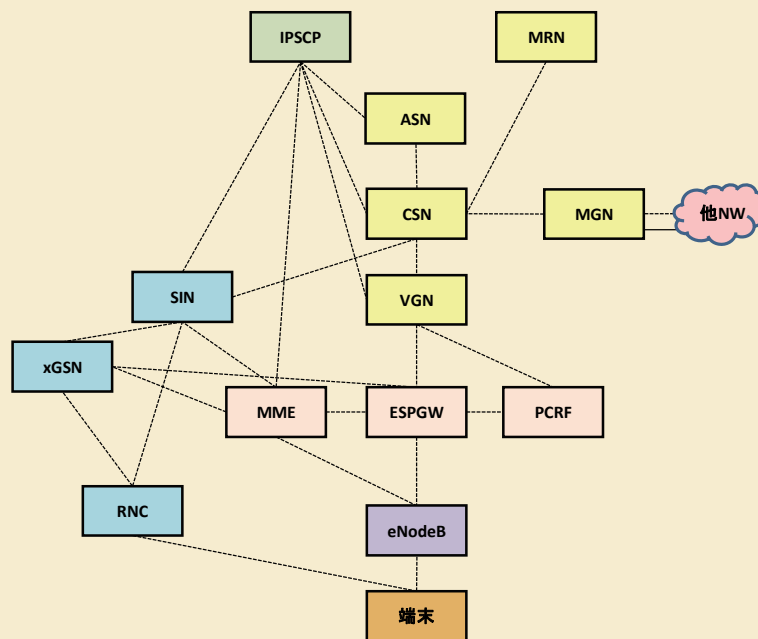 IPSCP
MRN
ASN
CSN
MGN
他NW
SIN
VGN
xGSN
MME
ESPGW
PCRF
RNC
eNodeB
端末